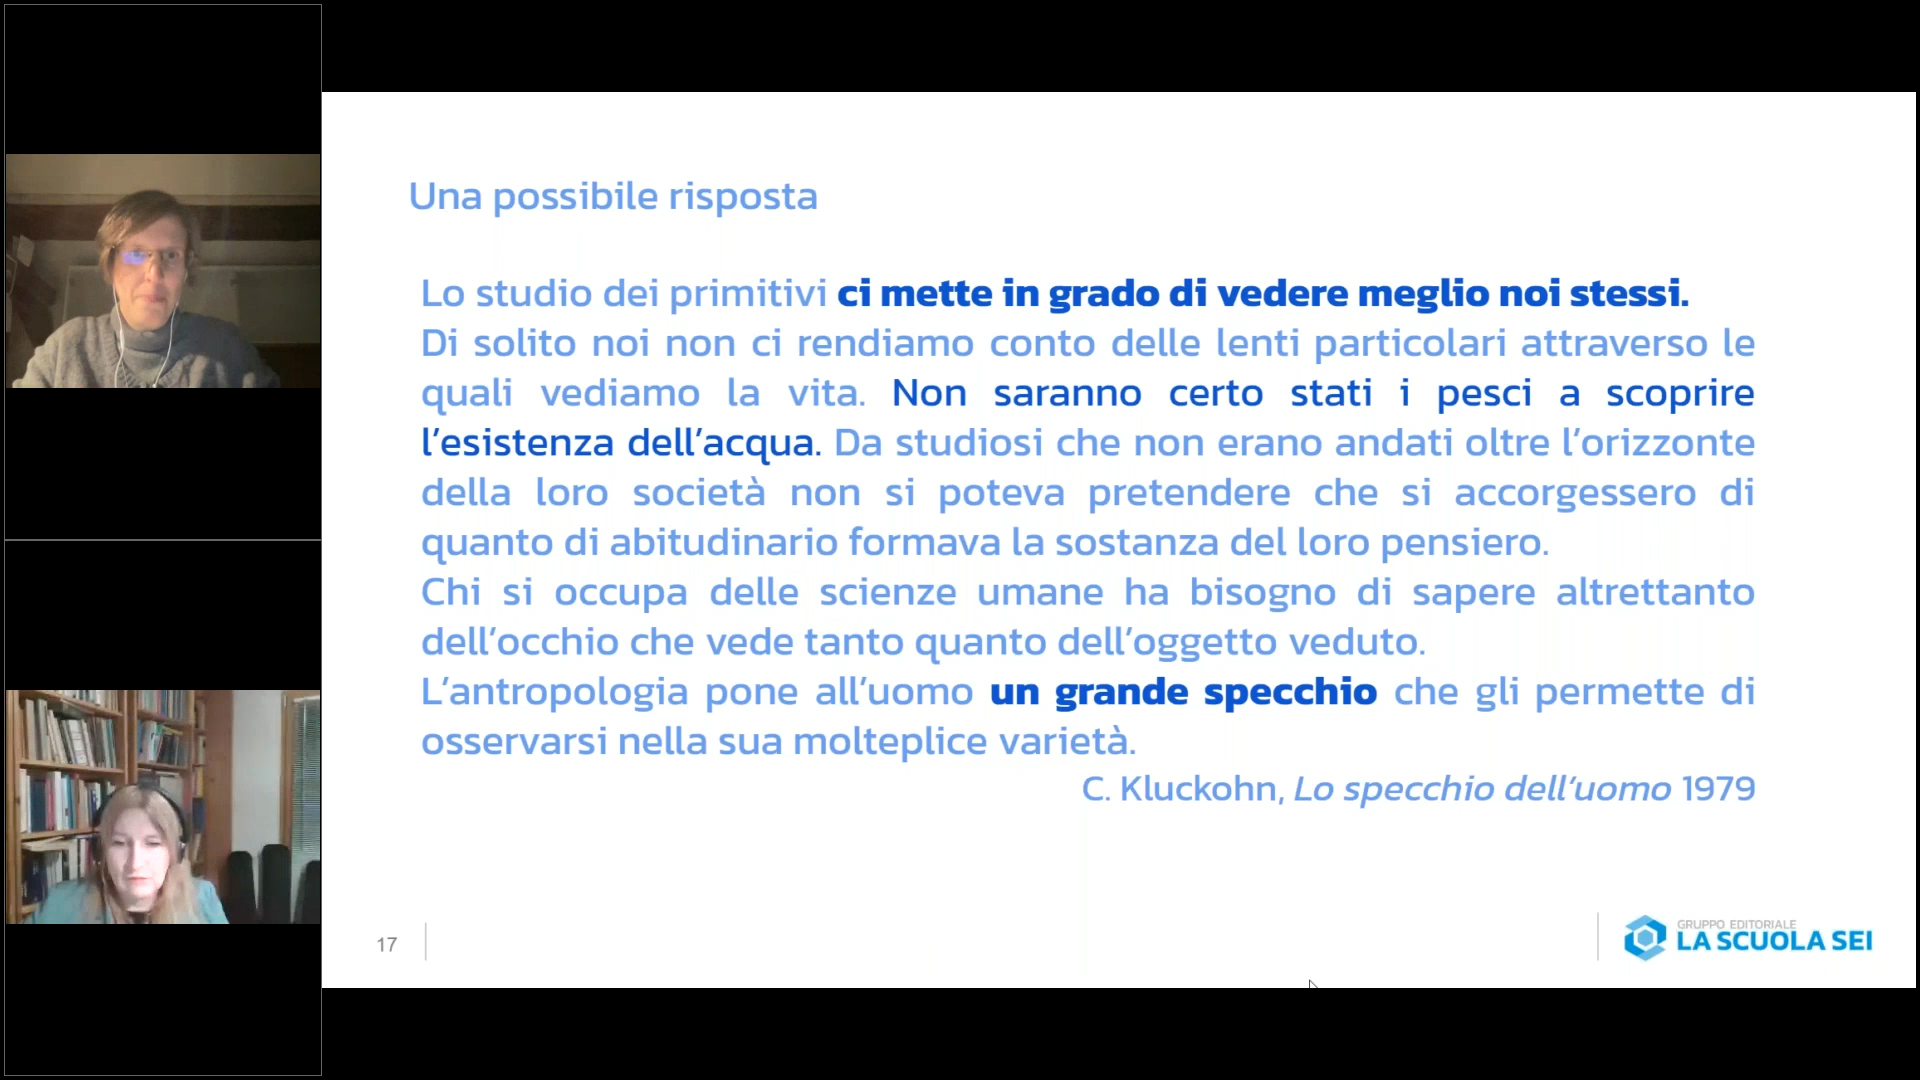 Una possibile risposta
Lo studio dei primitivi ci mette in grado di vedere meglio noi stessi.
Di solito noi non ci rendiamo conto delle lenti particolari attraverso le
quali vediamo la vita. Non saranno certo stati i pesci a scoprire
l’esistenza dell’acqua. Da studiosi che non erano andati oltre l’orizzonte
della loro società non si poteva pretendere che si accorgessero di
quanto di abitudinario formava la sostanza del loro pensiero.
Chi si occupa delle scienze umane ha bisogno di sapere altrettanto
dell’occhio che vede tanto quanto dell’oggetto veduto.
L’antropologia pone all’uomo un grande specchio che gli permette di
osservarsi nella sua molteplice varietà.
C. Kluckohn, Lo specchio dell’uomo 1979
17
GRUPPO EDITORIALE
LA SCUOLA SEI